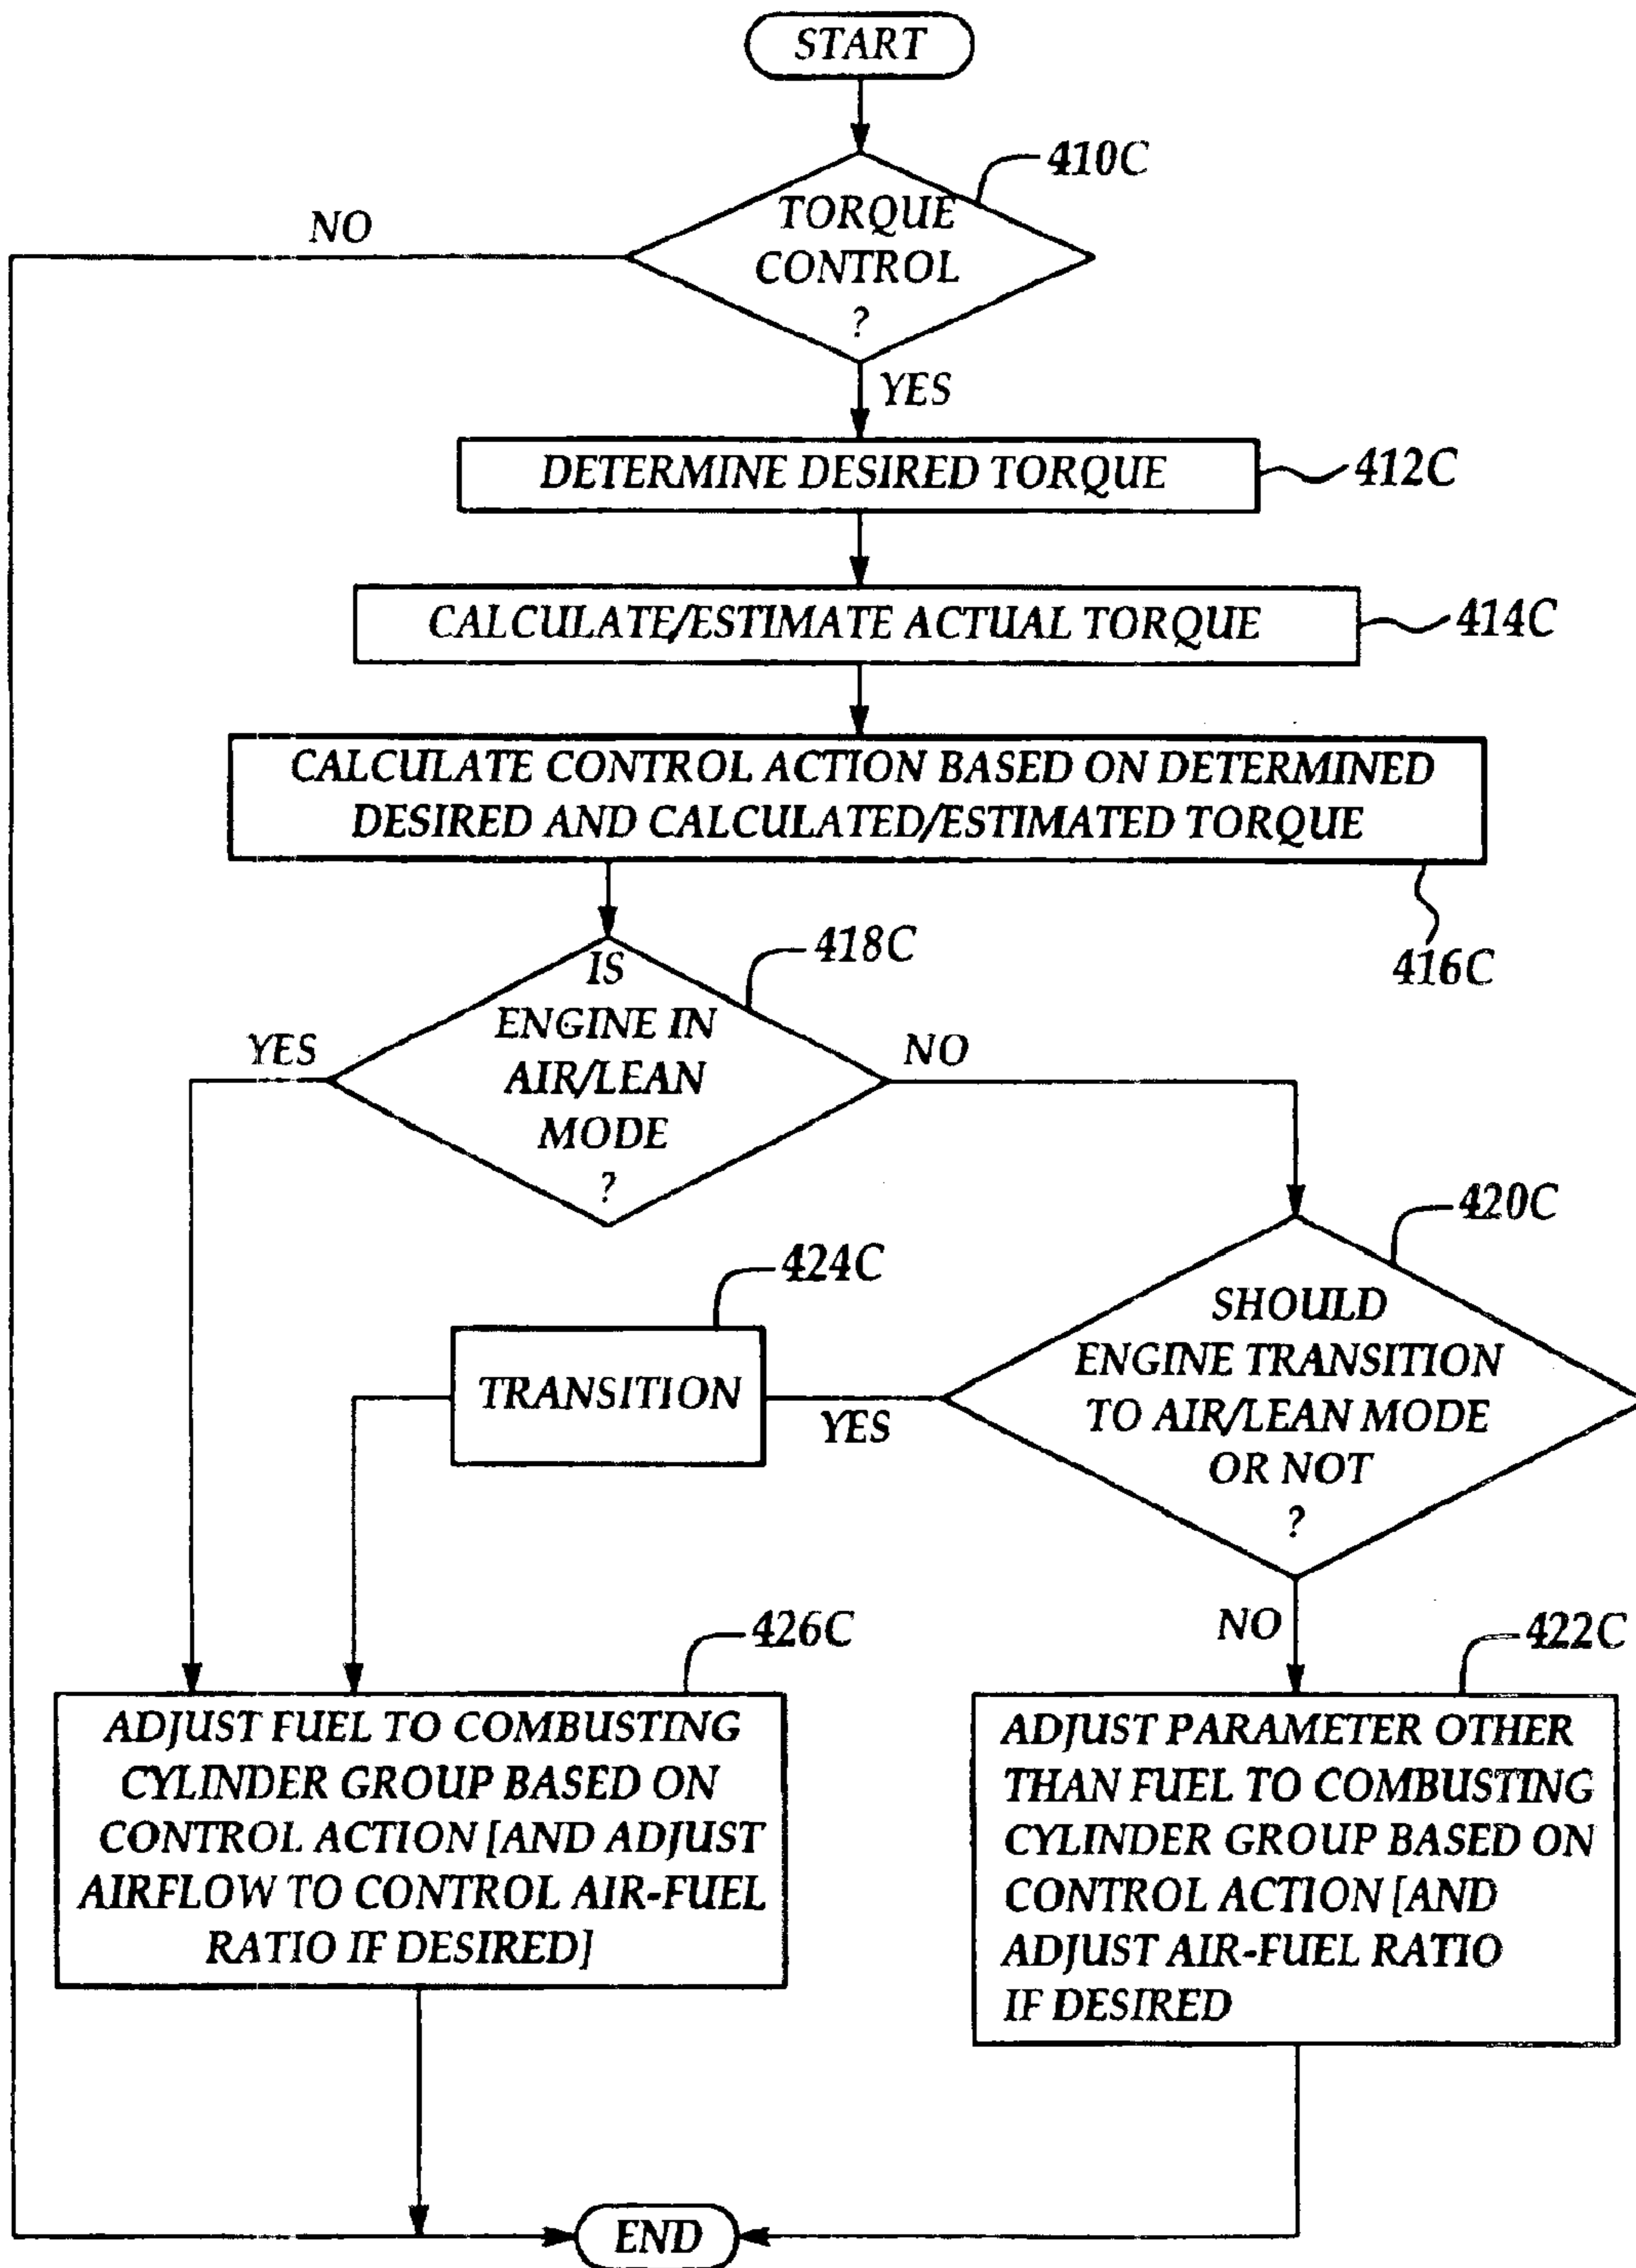 START
410C
NO
TORQUE
CONTROL
?
YES
DETERMINE DESIRED TORQUE
412C
CALCULATE/ESTIMATE ACTUAL TORQUE
414C
CALCULATE CONTROL ACTION BASED ON DETERMINED
DESIRED AND CALCULATED/ESTIMATED TORQUE
416C
418C
IS
ENGINE IN
AIR/LEAN
MODE
?
YES
NO
420C
SHOULD
ENGINE TRANSITION
TO AIR/LEAN MODE
OR NOT
?
424C
TRANSITION
YES
NO
426C
ADJUST FUEL TO COMBUSTING
CYLINDER GROUP BASED ON
CONTROL ACTION [AND ADJUST
AIRFLOW TO CONTROL AIR-FUEL
RATIO IF DESIRED]
422C
ADJUST PARAMETER OTHER
THAN FUEL TO COMBUSTING
CYLINDER GROUP BASED ON
CONTROL ACTION [AND
ADJUST AIR-FUEL RATIO
IF DESIRED
END